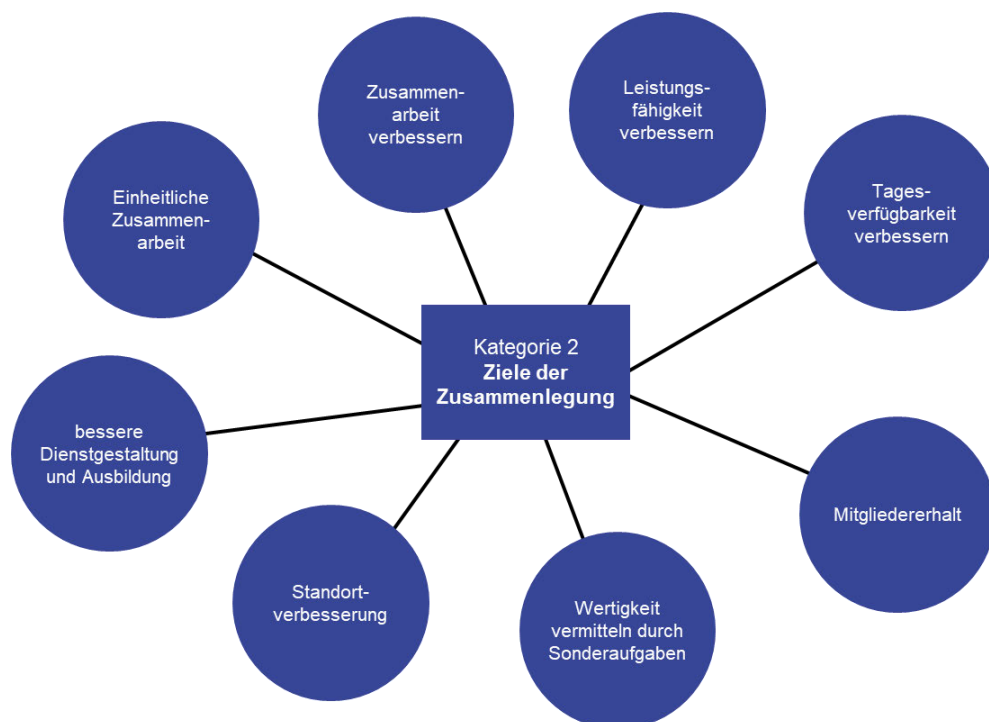 Zusammen-
arbeit
verbessern
Leistungs-
fähigkeit
verbessern
Einheitliche
Zusammen-
arbeit
Tages-
verfügbarkeit
verbessern
Kategorie 2
Ziele der
Zusammenlegung
bessere
Dienstgestaltung
und Ausbildung
Mitgliedererhalt
Standort-
verbesserung
Wertigkeit
vermitteln durch
Sonderaufgaben